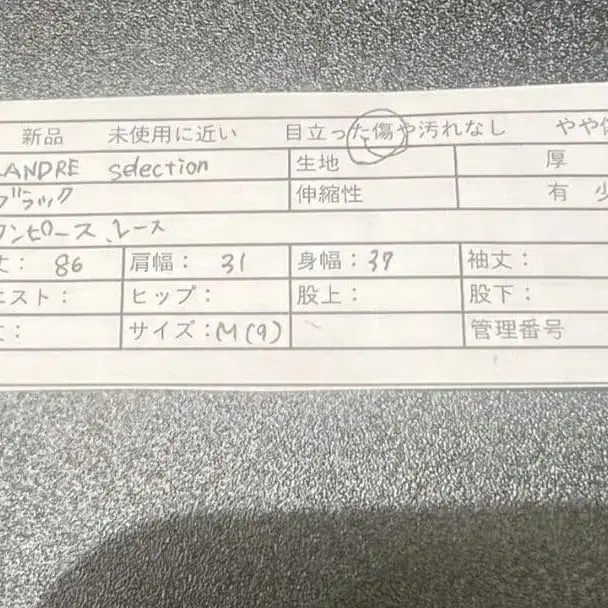 新品 未使用に近い 目立った傷や汚れなし やや
LANDRE selection 生地 厚
ブラック 伸縮性 有 少
ワンピース、レース
丈： 86 肩幅： 31 身幅：37 袖丈：
エスト： ヒップ： 股上： 股下：
： サイズ：M(9) 管理番号